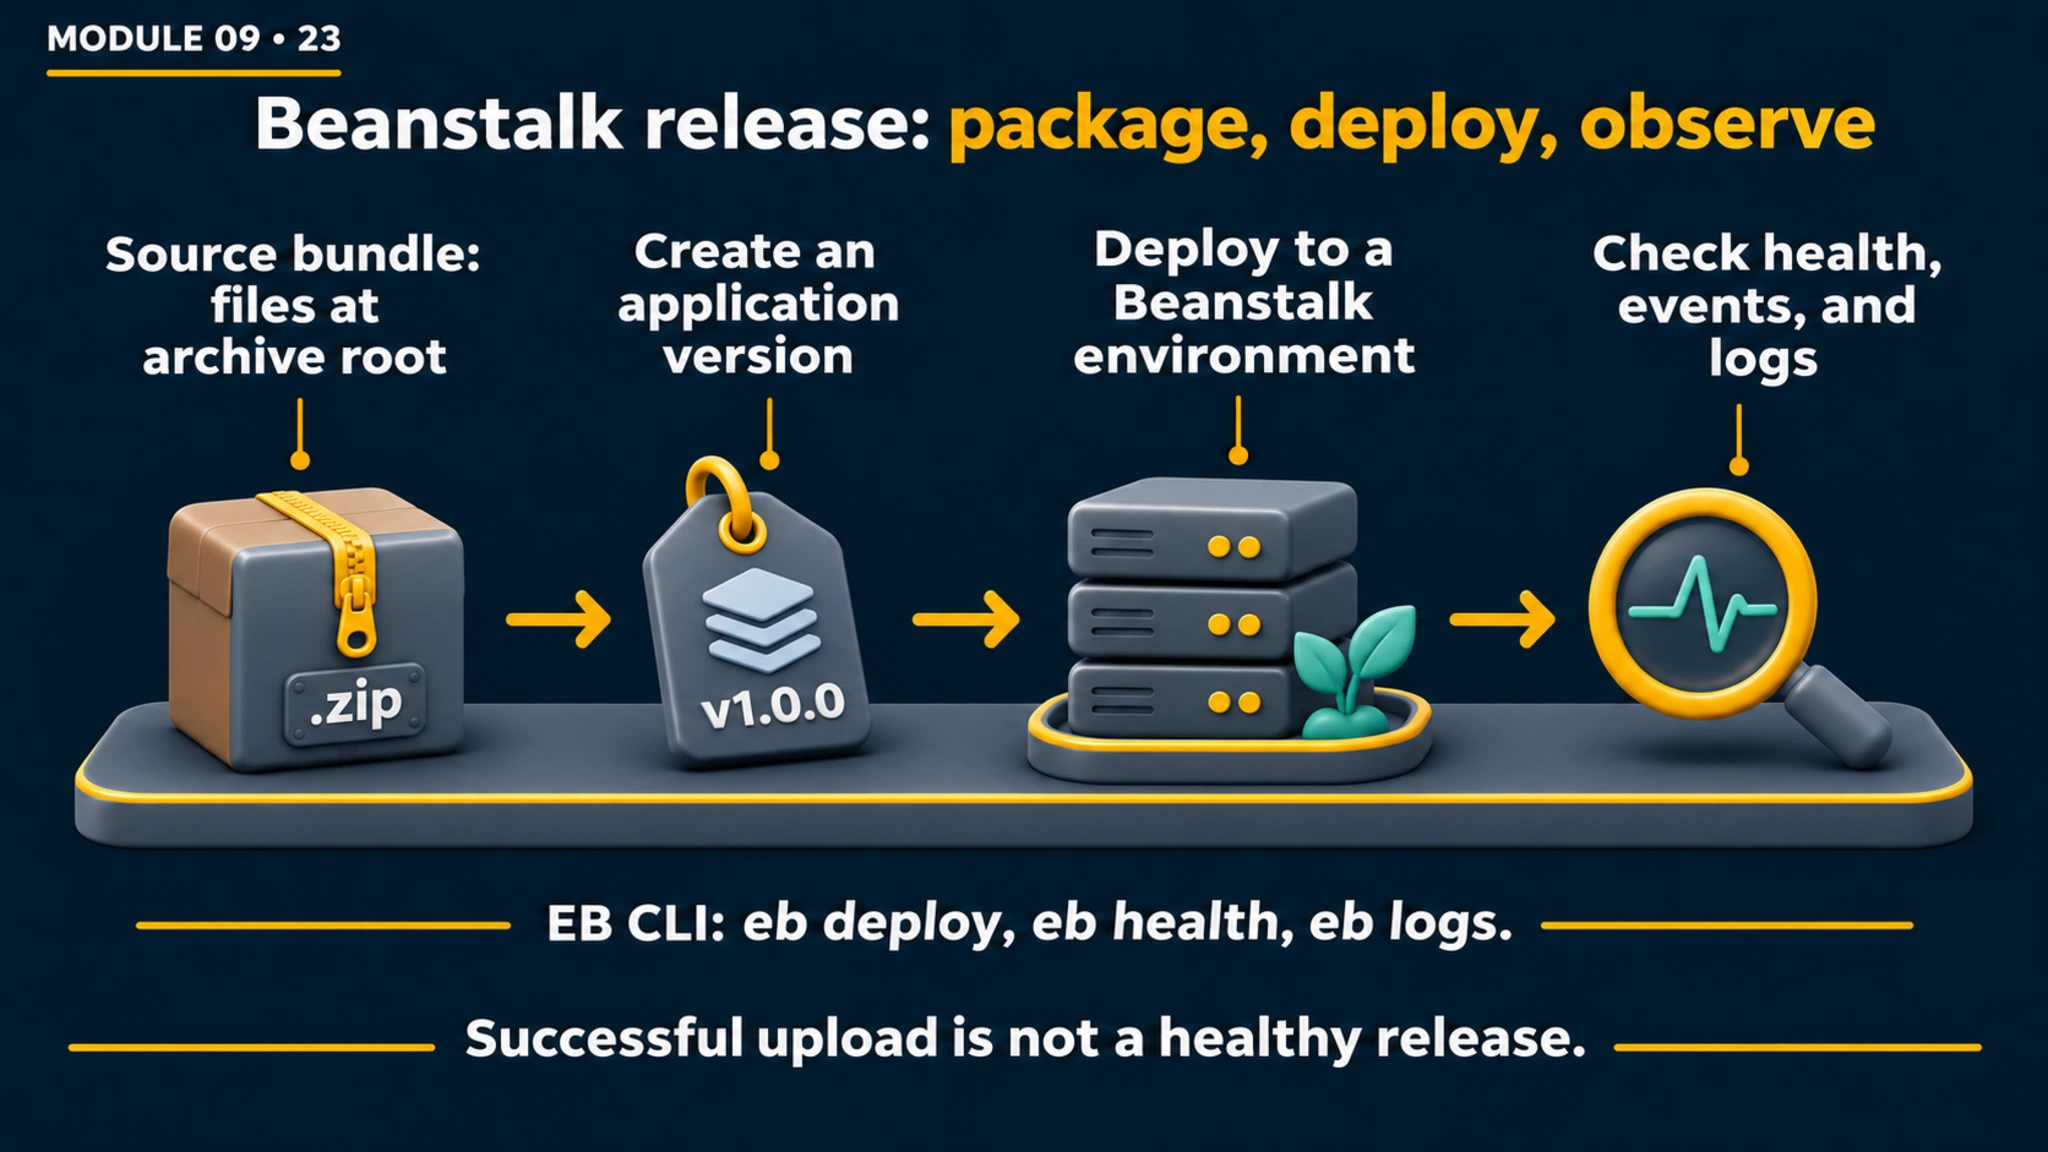 MODULE 09 • 23
Beanstalk release: package, deploy, observe
Source bundle:
files at
archive root
Create an
application
version
Deploy to a
Beanstalk
environment
Check health,
events, and
logs
.zip
v1.0.0
EB CLI: eb deploy, eb health, eb logs.
Successful upload is not a healthy release.